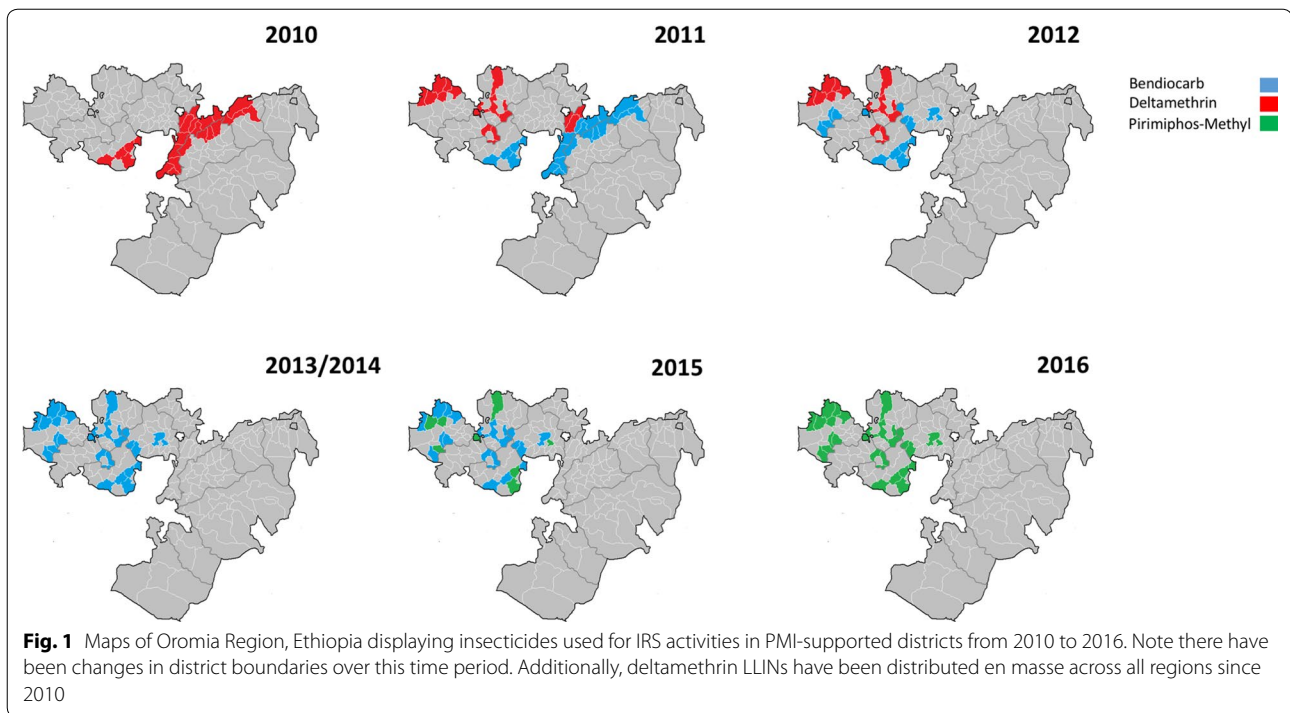 2010
2011
2012
Bendiocarb
Deltamethrin
Pirimiphos-Methyl
2013/2014
2015
2016
Fig. 1 Maps of Oromia Region, Ethiopia displaying insecticides used for IRS activities in PMI-supported districts from 2010 to 2016. Note there have
been changes in district boundaries over this time period. Additionally, deltamethrin LLINs have been distributed en masse across all regions since
2010